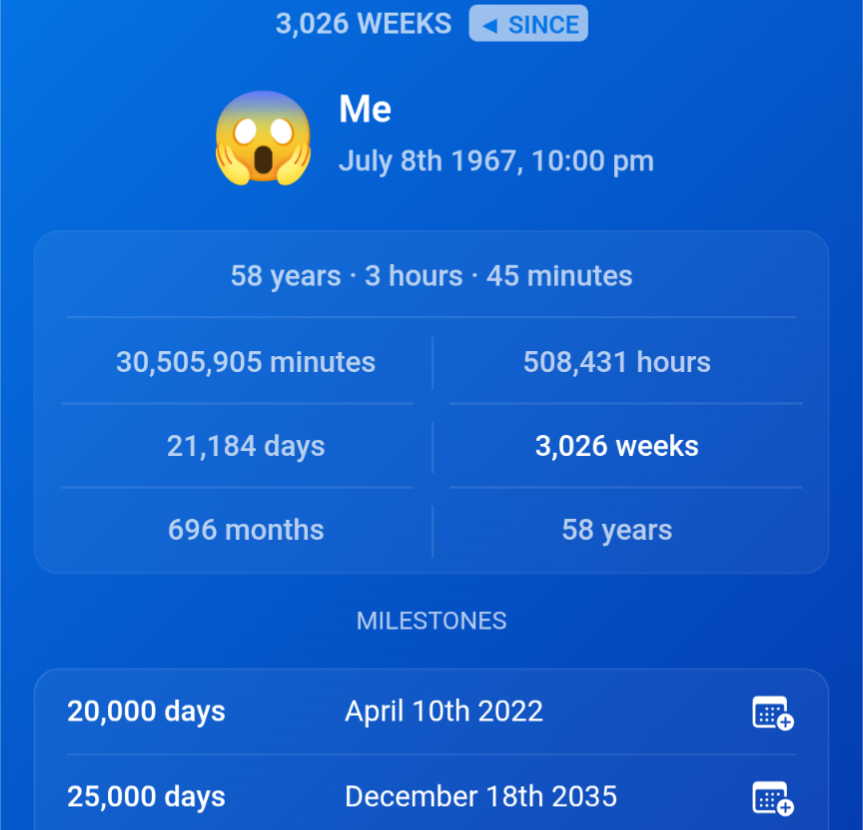 3,026 WEEKS ◄ SINCE
Me
July 8th 1967, 10:00 pm
58 years · 3 hours · 45 minutes
30,505,905 minutes 508,431 hours
21,184 days 3,026 weeks
696 months 58 years
MILESTONES
20,000 days April 10th 2022
25,000 days December 18th 2035